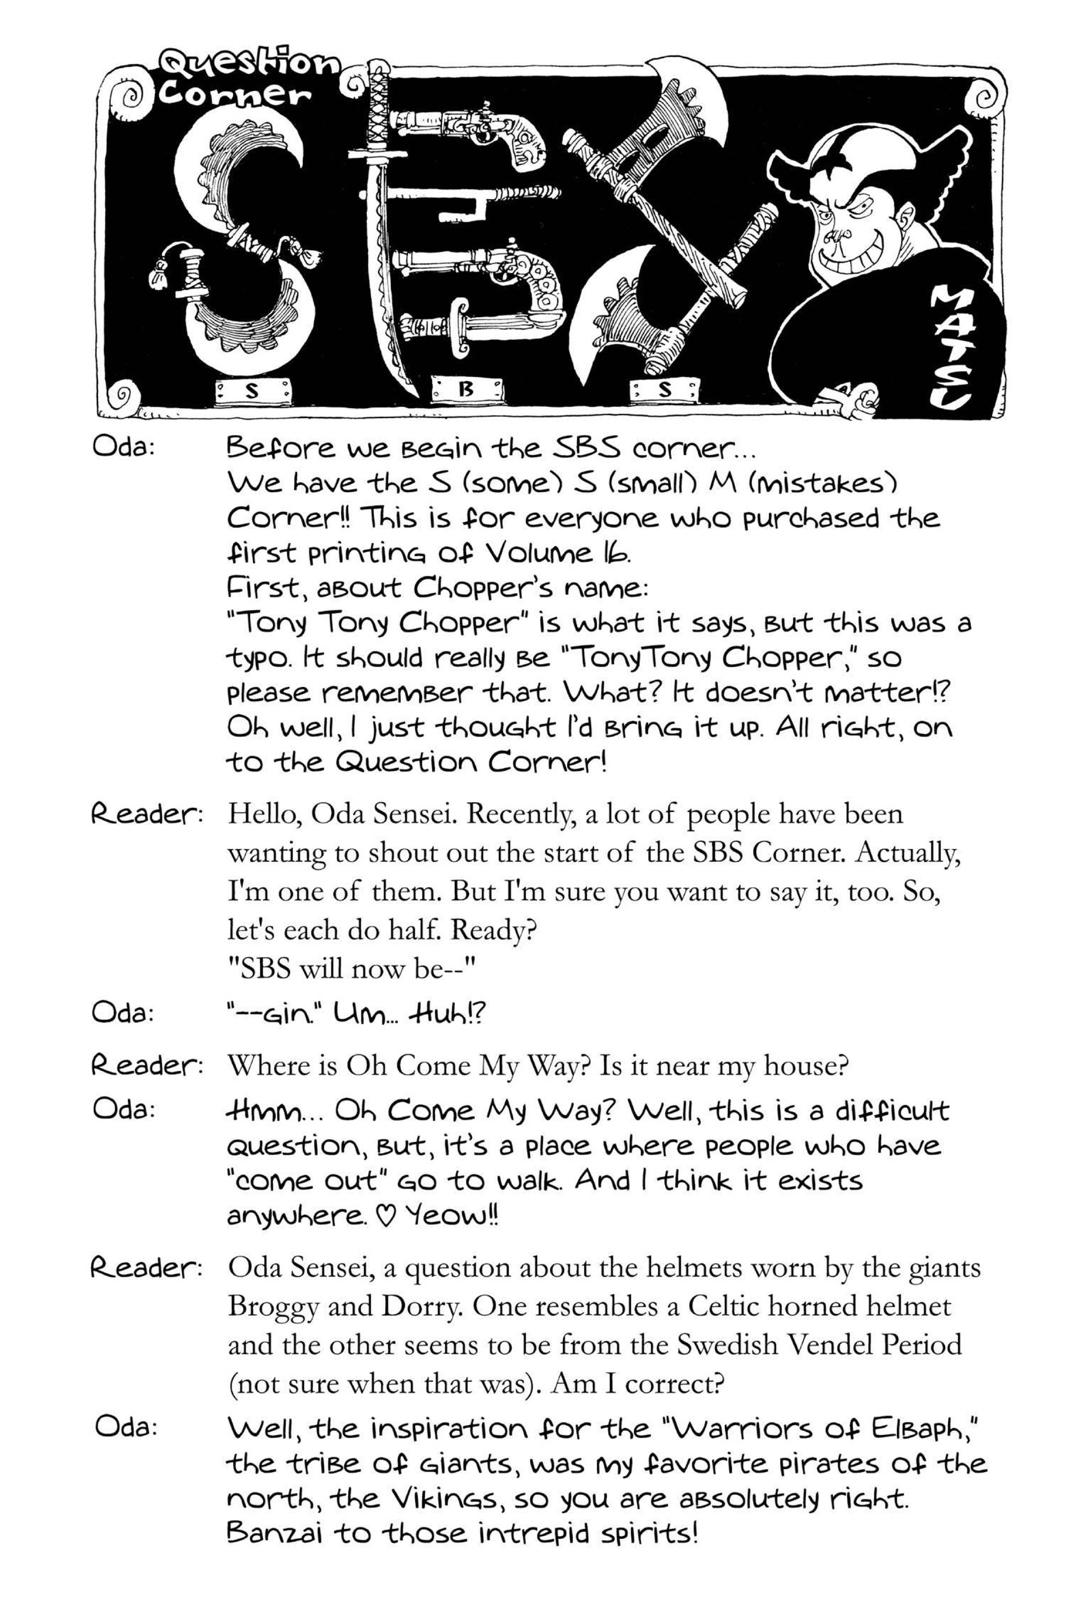 Question
Corner
S B S
MATSU
Oda: Before we begin the SBS corner...
We have the S (some) S (small) M (mistakes)
Corner!! This is for everyone who purchased the
first printing of Volume 16.
First, about Chopper's name:
"Tony Tony Chopper" is what it says, but this was a
typo. It should really be "TonyTony Chopper," so
please remember that. What? It doesn't matter!?
Oh well, I just thought I'd bring it up. All right, on
to the Question Corner!
Reader: Hello, Oda Sensei. Recently, a lot of people have been
wanting to shout out the start of the SBS Corner. Actually,
I'm one of them. But I'm sure you want to say it, too. So,
let's each do half. Ready?
"SBS will now be--"
Oda: "--gin." Um... Huh!?
Reader: Where is Oh Come My Way? Is it near my house?
Oda: Hmm... Oh Come My Way? Well, this is a difficult
question, but, it's a place where people who have
"come out" go to walk. And I think it exists
anywhere. ♡ Yeow!!
Reader: Oda Sensei, a question about the helmets worn by the giants
Broggy and Dorry. One resembles a Celtic horned helmet
and the other seems to be from the Swedish Vendel Period
(not sure when that was). Am I correct?
Oda: Well, the inspiration for the "Warriors of Elbaph,"
the tribe of giants, was my favorite pirates of the
north, the Vikings, so you are absolutely right.
Banzai to those intrepid spirits!